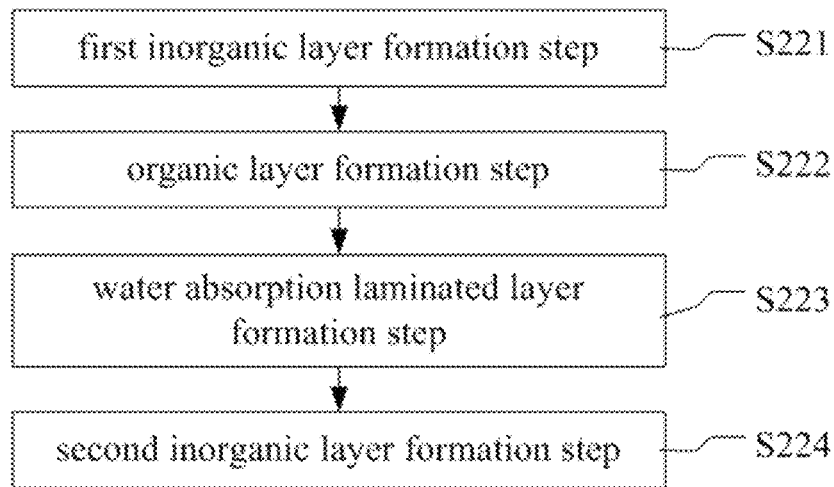 first inorganic layer formation step
S221
organic layer formation step
S222
water absorption laminated layer
formation step
S223
second inorganic layer formation step
S224